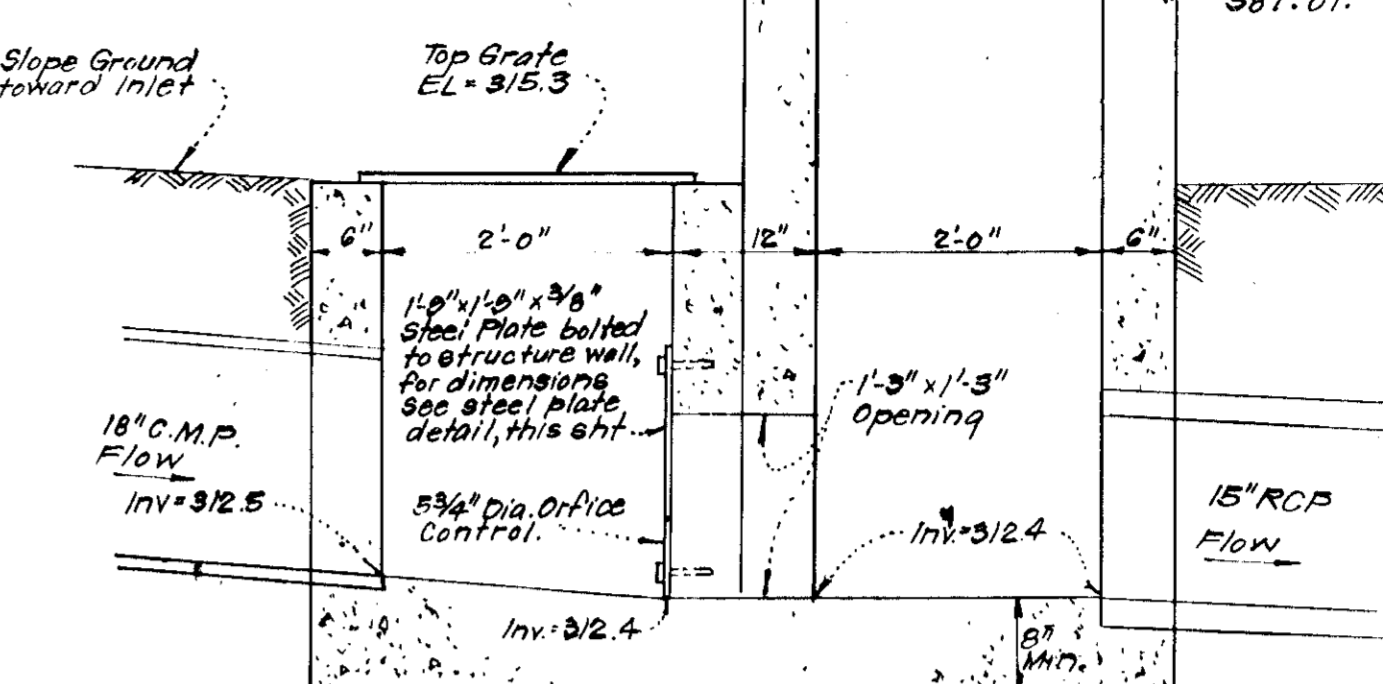 Slope Ground
toward Inlet
Top Grate
EL = 315.3
6"
2'-0"
12"
2'-0"
6"
1'-9" x 1'-9" x 3/8"
Steel Plate bolted
to structure wall,
for dimensions
see steel plate
detail, this sht.
1'-3" x 1'-3"
Opening
18" C.M.P.
Flow
Inv = 312.5
5 3/4" Dia. Orfice
Control.
Inv. = 312.4
15" RCP
Flow
Inv. = 312.4
8"
Min.